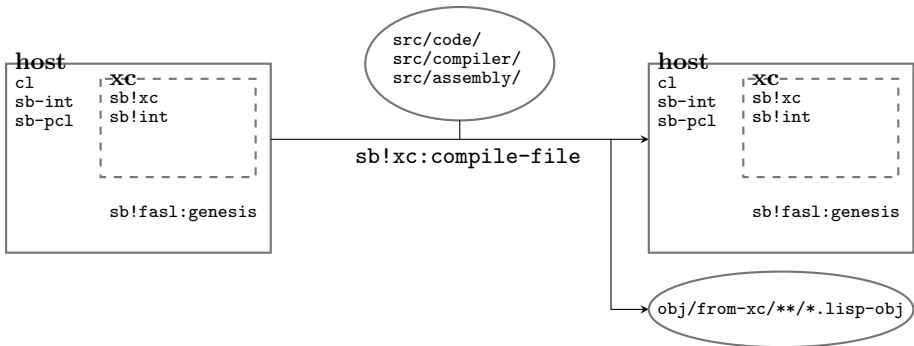 host
cl
sb-int
sb-pcl
xc
sb!xc
sb!int
sb!fasl:genesis
src/code/
src/compiler/
src/assembly/
sb!xc:compile-file
host
cl
sb-int
sb-pcl
xc
sb!xc
sb!int
sb!fasl:genesis
obj/from-xc/**/*.lisp-obj